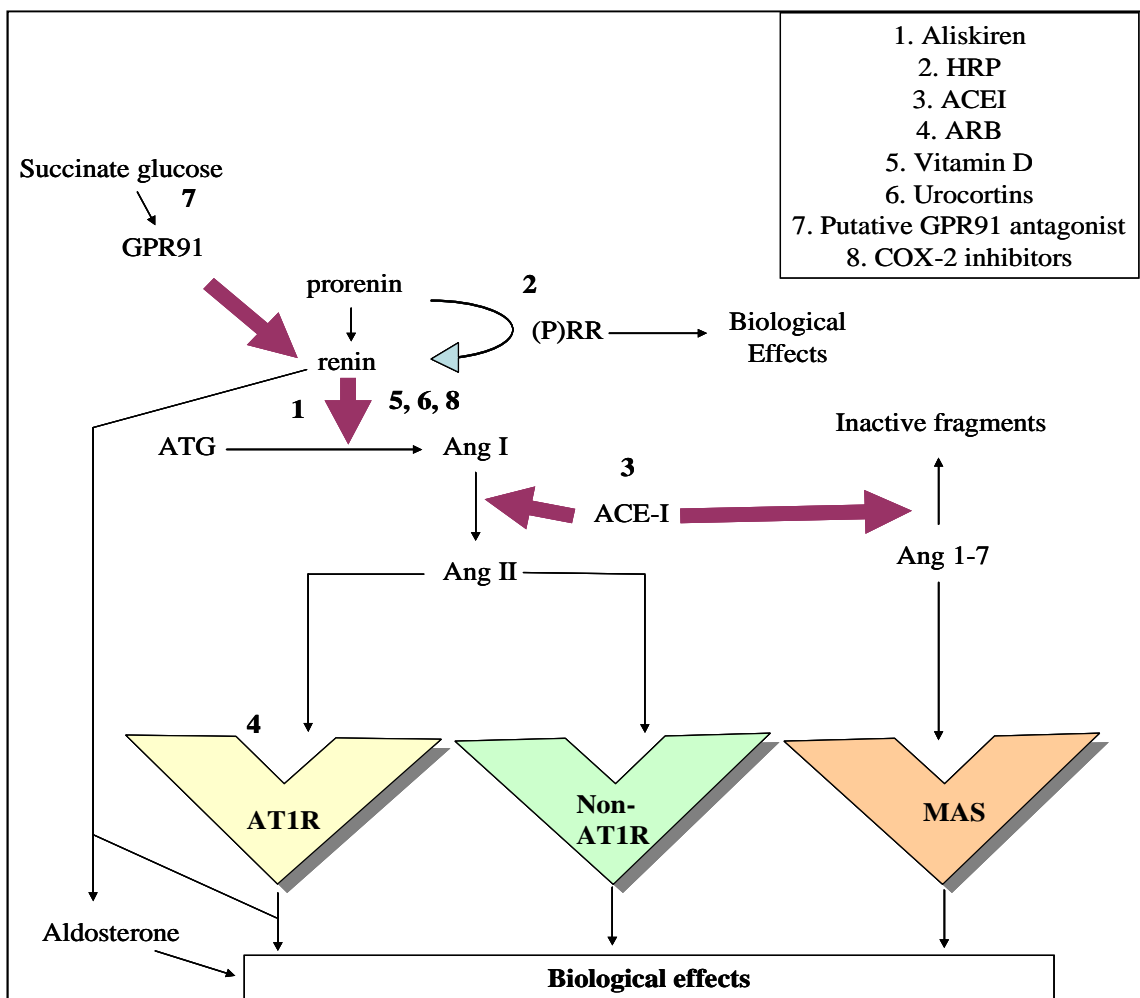 1. Aliskiren
2. HRP
3. ACEI
4. ARB
5. Vitamin D
6. Urocortins
7. Putative GPR91 antagonist
8. COX-2 inhibitors
Succinate glucose
7
GPR91
prorenin
2
(P)RR
Biological
Effects
renin
1
5, 6, 8
ATG
Ang I
Inactive fragments
3
ACE-I
Ang 1-7
Ang II
4
AT1R
Non-
AT1R
MAS
Aldosterone
Biological effects